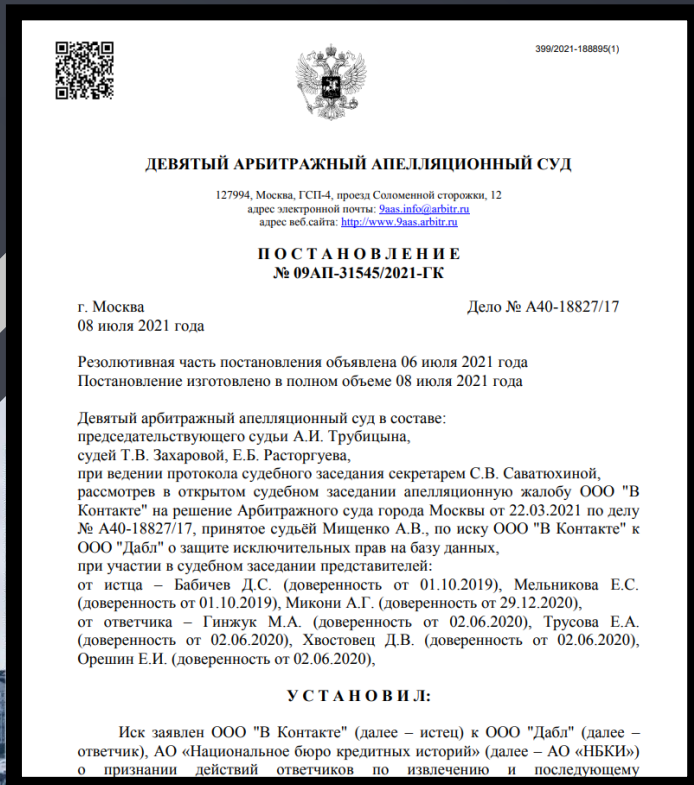 399/2021-188895(1)
ДЕВЯТЫЙ АРБИТРАЖНЫЙ АПЕЛЛЯЦИОННЫЙ СУД
127994, Москва, ГСП-4, проезд Соломенной сторожки, 12
адрес электронной почты: 9aas.info@arbitr.ru
адрес веб.сайта: http://www.9aas.arbitr.ru
П О С Т А Н О В Л Е Н И Е
№ 09АП-31545/2021-ГК
г. Москва Дело № А40-18827/17
08 июля 2021 года
Резолютивная часть постановления объявлена 06 июля 2021 года
Постановление изготовлено в полном объеме 08 июля 2021 года
Девятый арбитражный апелляционный суд в составе:
председательствующего судьи А.И. Трубицына,
судей Т.В. Захаровой, Е.Б. Расторгуева,
при ведении протокола судебного заседания секретарем С.В. Саватюхиной,
рассмотрев в открытом судебном заседании апелляционную жалобу ООО "В
Контакте" на решение Арбитражного суда города Москвы от 22.03.2021 по делу
№ А40-18827/17, принятое судьёй Мищенко А.В., по иску ООО "В Контакте" к
ООО "Дабл" о защите исключительных прав на базу данных,
при участии в судебном заседании представителей:
от истца – Бабичев Д.С. (доверенность от 01.10.2019), Мельникова Е.С.
(доверенность от 01.10.2019), Микони А.Г. (доверенность от 29.12.2020),
от ответчика – Гинжук М.А. (доверенность от 02.06.2020), Трусова Е.А.
(доверенность от 02.06.2020), Хвостовец Д.В. (доверенность от 02.06.2020),
Орешин Е.И. (доверенность от 02.06.2020),
У С Т А Н О В И Л:
Иск заявлен ООО "В Контакте" (далее – истец) к ООО "Дабл" (далее –
ответчик), АО «Национальное бюро кредитных историй» (далее – АО «НБКИ»)
о признании действий ответчиков по извлечению и последующему